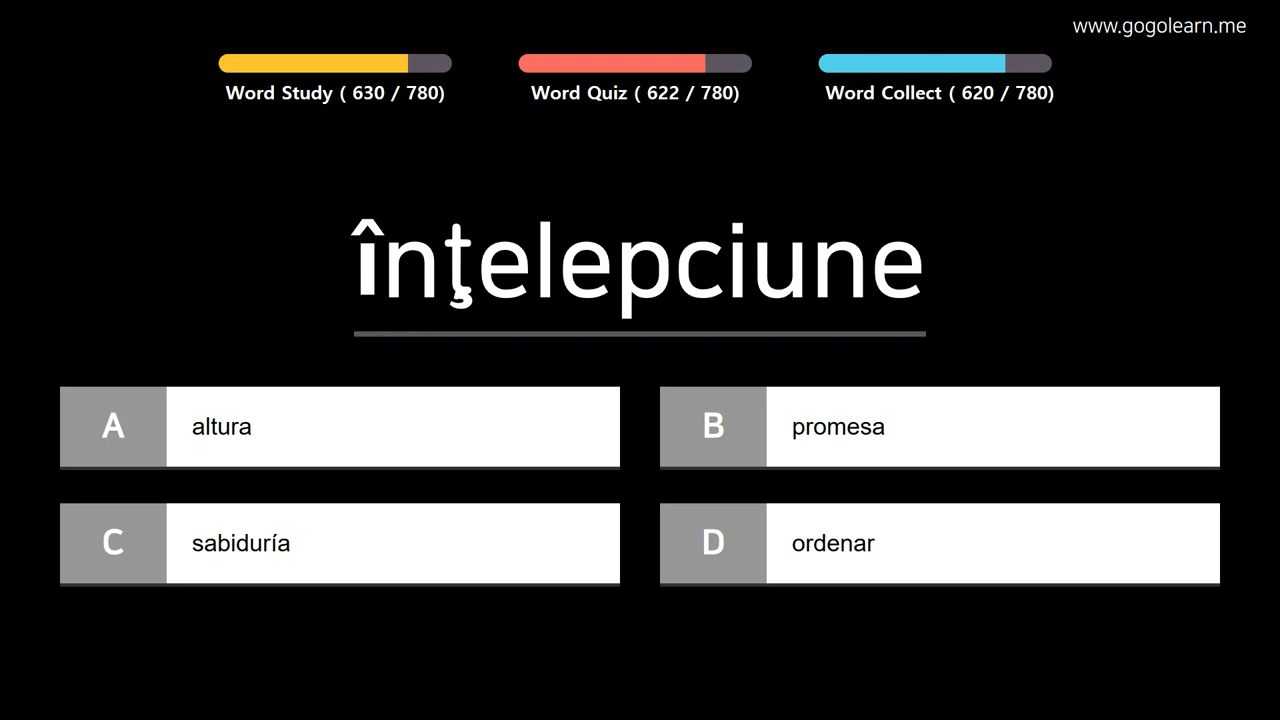 www.gogolearn.me
Word Study ( 630 / 780)
Word Quiz ( 622 / 780)
Word Collect ( 620 / 780)
înţelepciune
A altura
B promesa
C sabiduría
D ordenar